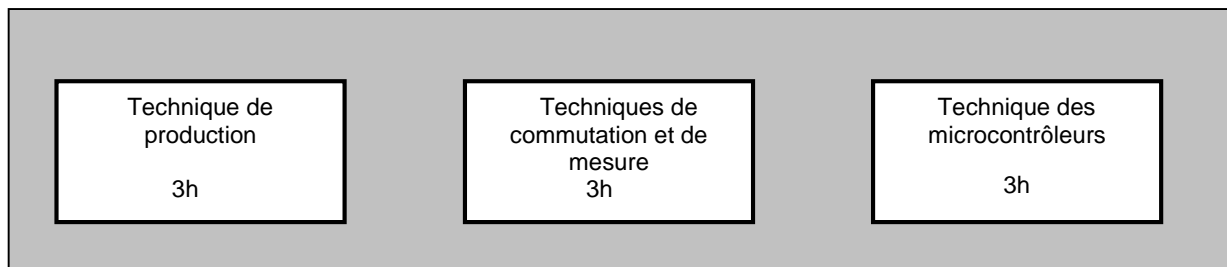 Technique de
production
3h
Techniques de
commutation et de
mesure
3h
Technique des
microcontrôleurs
3h